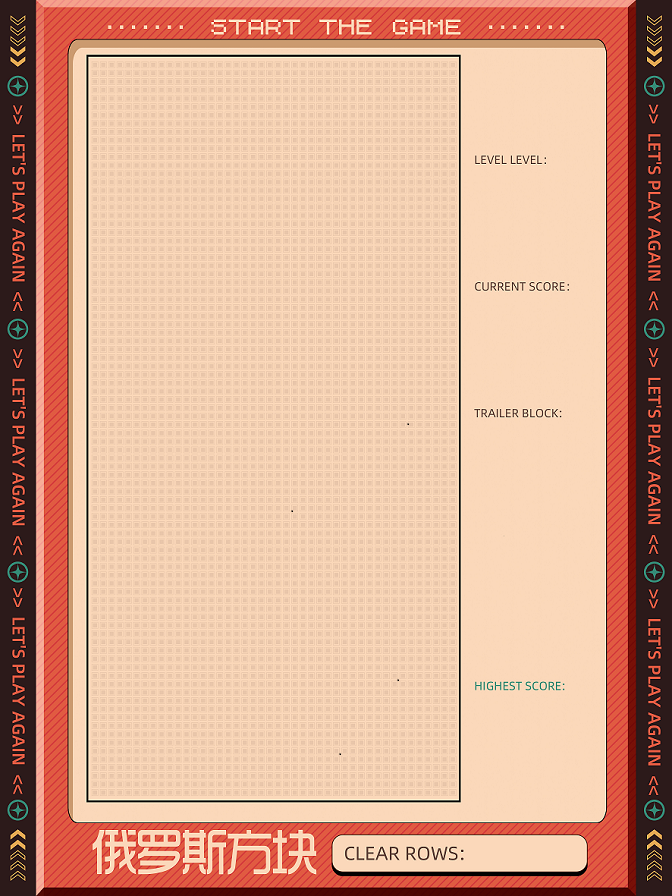 START THE GAME
LEVEL LEVEL:
CURRENT SCORE:
TRAILER BLOCK:
HIGHEST SCORE:
俄罗斯方块
CLEAR ROWS:
>> LET'S PLAY AGAIN <<
>> LET'S PLAY AGAIN <<
>> LET'S PLAY AGAIN <<
>> LET'S PLAY AGAIN <<
>> LET'S PLAY AGAIN <<
>> LET'S PLAY AGAIN <<